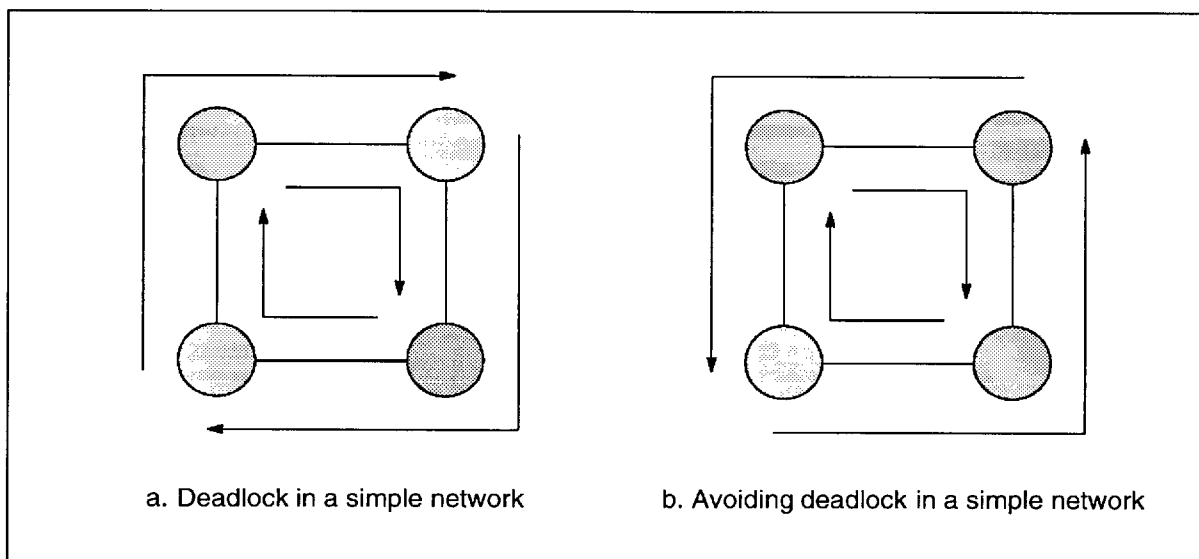 a. Deadlock in a simple network
b. Avoiding deadlock in a simple network